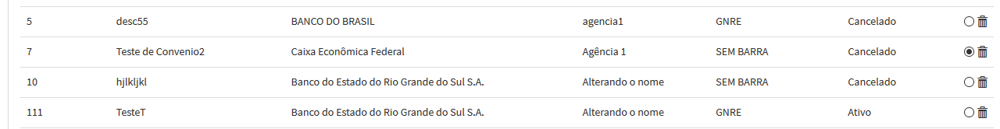 5 desc55 BANCO DO BRASIL agencia1 GNRE Cancelado
7 Teste de Convenio2 Caixa Econômica Federal Agência 1 SEM BARRA Cancelado
10 hjlkljkl Banco do Estado do Rio Grande do Sul S.A. Alterando o nome SEM BARRA Cancelado
111 TesteT Banco do Estado do Rio Grande do Sul S.A. Alterando o nome GNRE Ativo